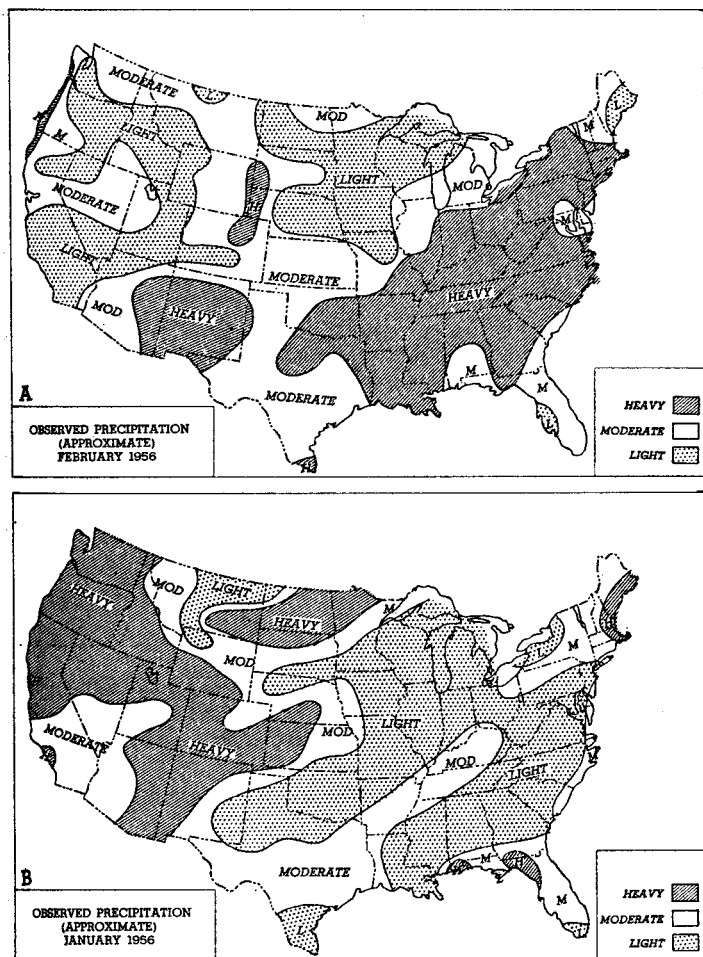 MODERATE
MOD
L
M
M
M
LIGHT
LIGHT
MOD
H
M
MODERATE
LIGHT
MODERATE
HEAVY
MOD
HEAVY
M
M
MODERATE
L
H
A
OBSERVED PRECIPITATION
(APPROXIMATE)
FEBRUARY 1956
HEAVY
MODERATE
LIGHT
MOD
LIGHT
HEAVY
HEAVY
M
L
M
MOD
LIGHT
MOD
MODERATE
HEAVY
MOD
LIGHT
H
M
H
M
H
MODERATE
M
L
L
B
OBSERVED PRECIPITATION
(APPROXIMATE)
JANUARY 1956
HEAVY
MODERATE
LIGHT